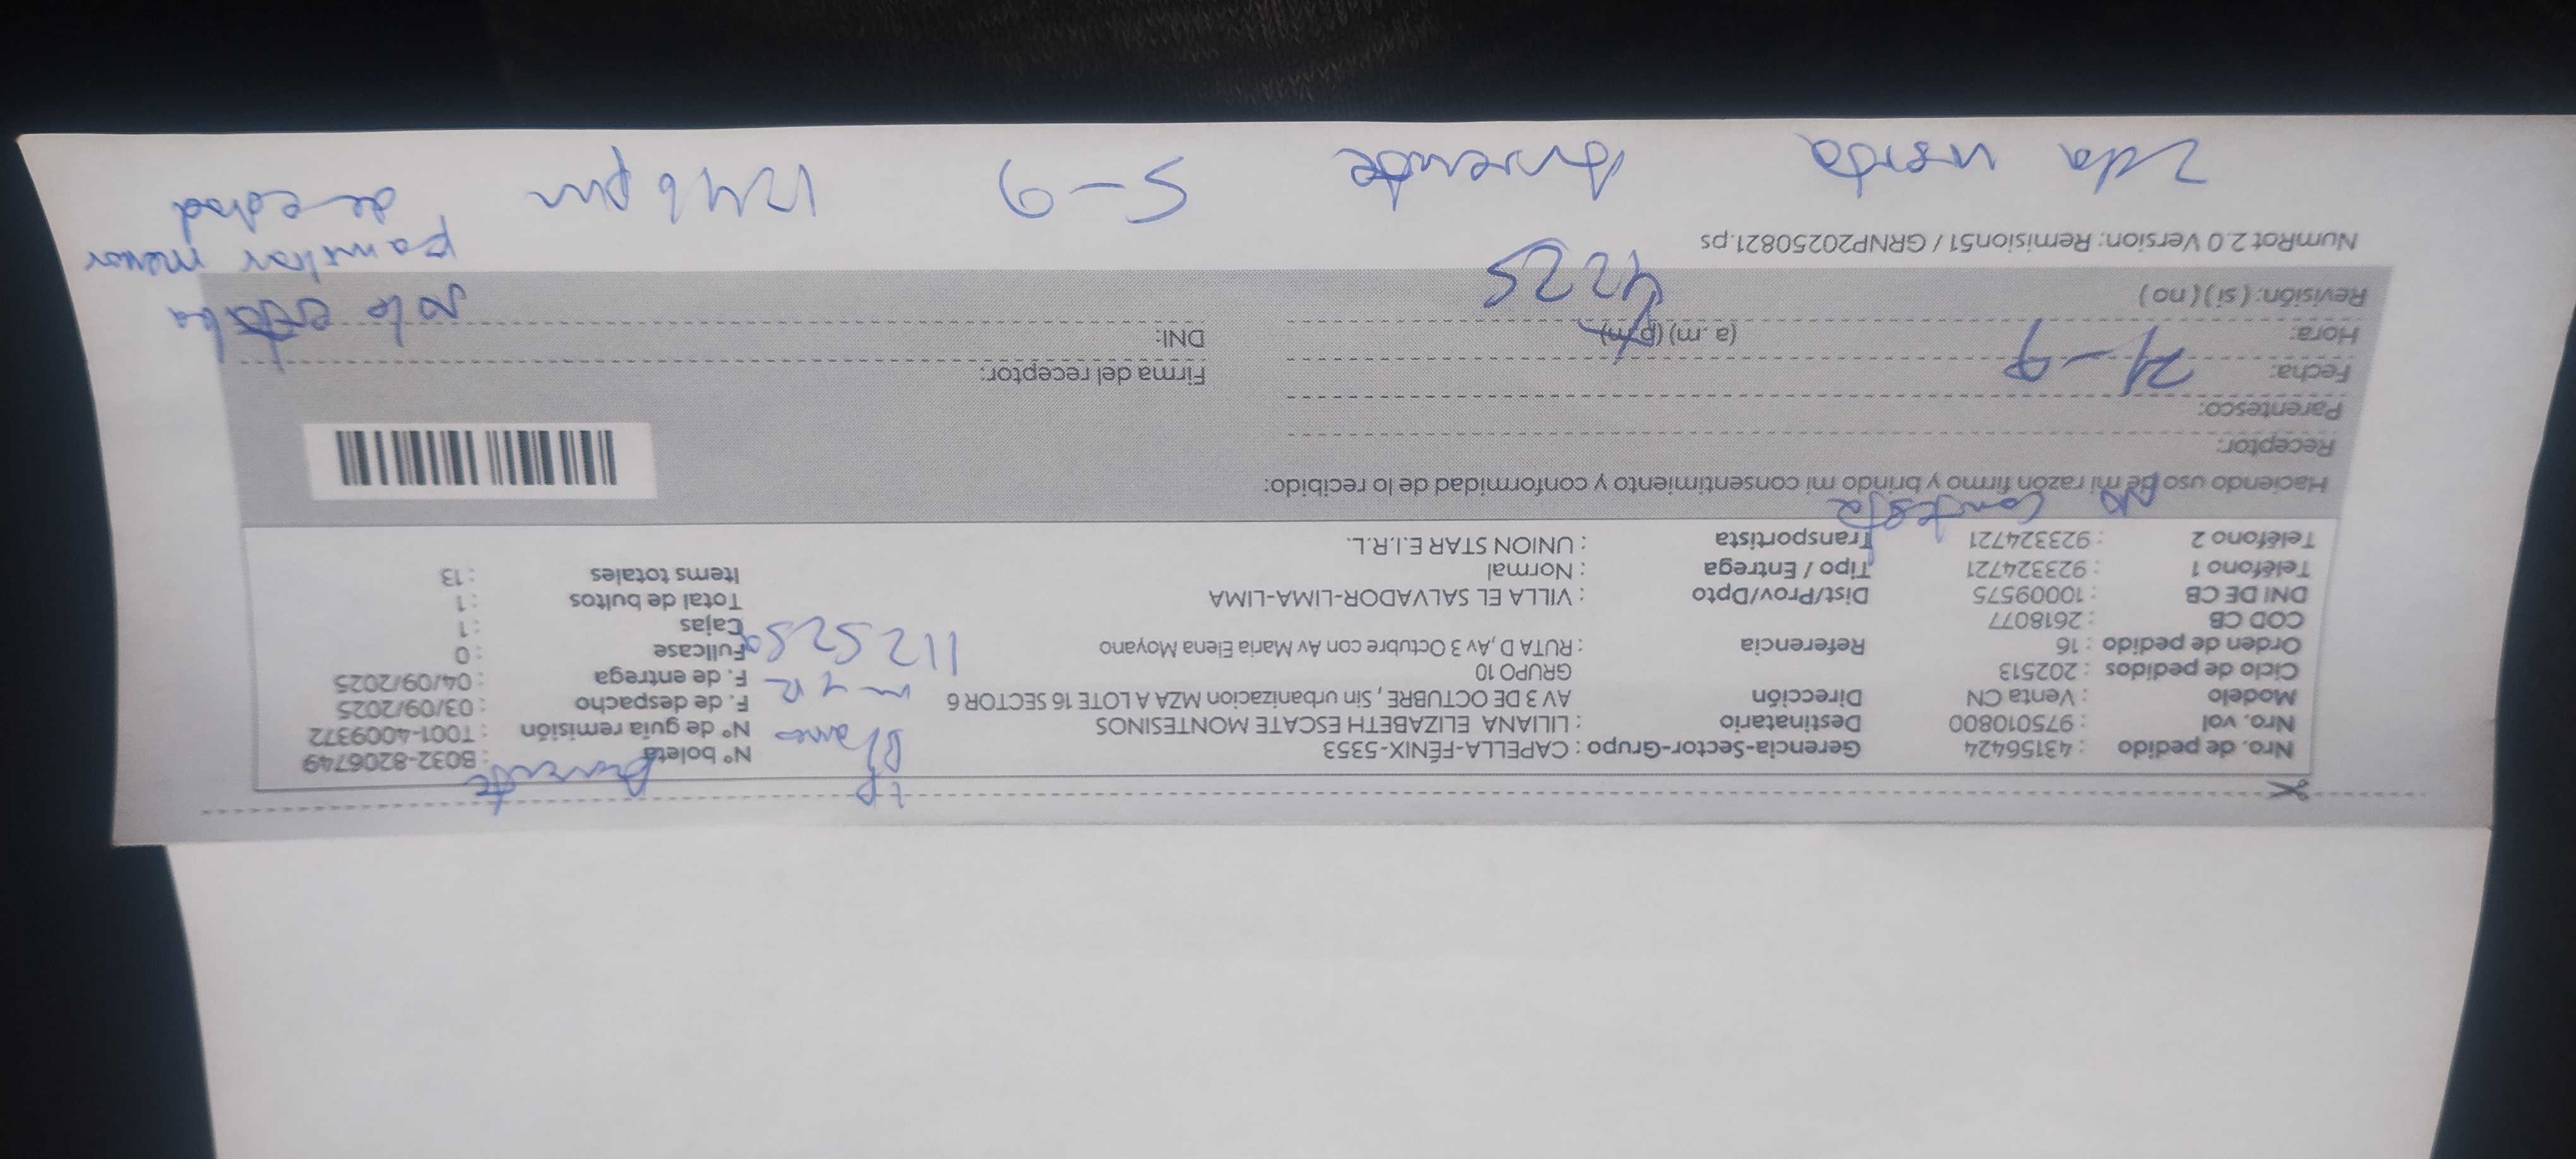 Nro. de pedido : 43156424 Gerencia-Sector-Grupo : CAPELLA-FÉNIX-5353 N° boleta : B032-8206749
Nro. vol : 975010800 Destinatario : LILIANA ELIZABETH ESCATE MONTESINOS N° de guía remisión : T001-4009372
Modelo : Venta CN Dirección AV 3 DE OCTUBRE , Sin urbanizacion MZA A LOTE 16 SECTOR 6 F. de despacho : 03/09/2025
Ciclo de pedidos : 202513 GRUPO 10 F. de entrega : 04/09/2025
Orden de pedido : 16 Referencia : RUTA D ,Av 3 Octubre con Av Maria Elena Moyano Fullcase : 0
COD CB : 2618077 Cajas : 1
DNI DE CB : 10009575 Dist/Prov/Dpto : VILLA EL SALVADOR-LIMA-LIMA Total de bultos : 1
Teléfono 1 : 923324721 Tipo / Entrega : Normal Items totales : 13
Teléfono 2 : 923324721 Transportista : UNION STAR E.I.R.L.
Ausente
1P
Blanco
no contesta
Haciendo uso de mi razón firmo y brindo mi consentimiento y conformidad de lo recibido:
Receptor:
Parentesco:
Fecha: 4-9 Firma del receptor:
Hora: (a. m) (p. m) DNI:
Revisión: ( si ) ( no ) 4225
solo estaba
familiar menor
de edad
NumRot 2.0 Version: Remision51 / GRNP20250821.ps
2da visita Ausente 5-9 1246 pm